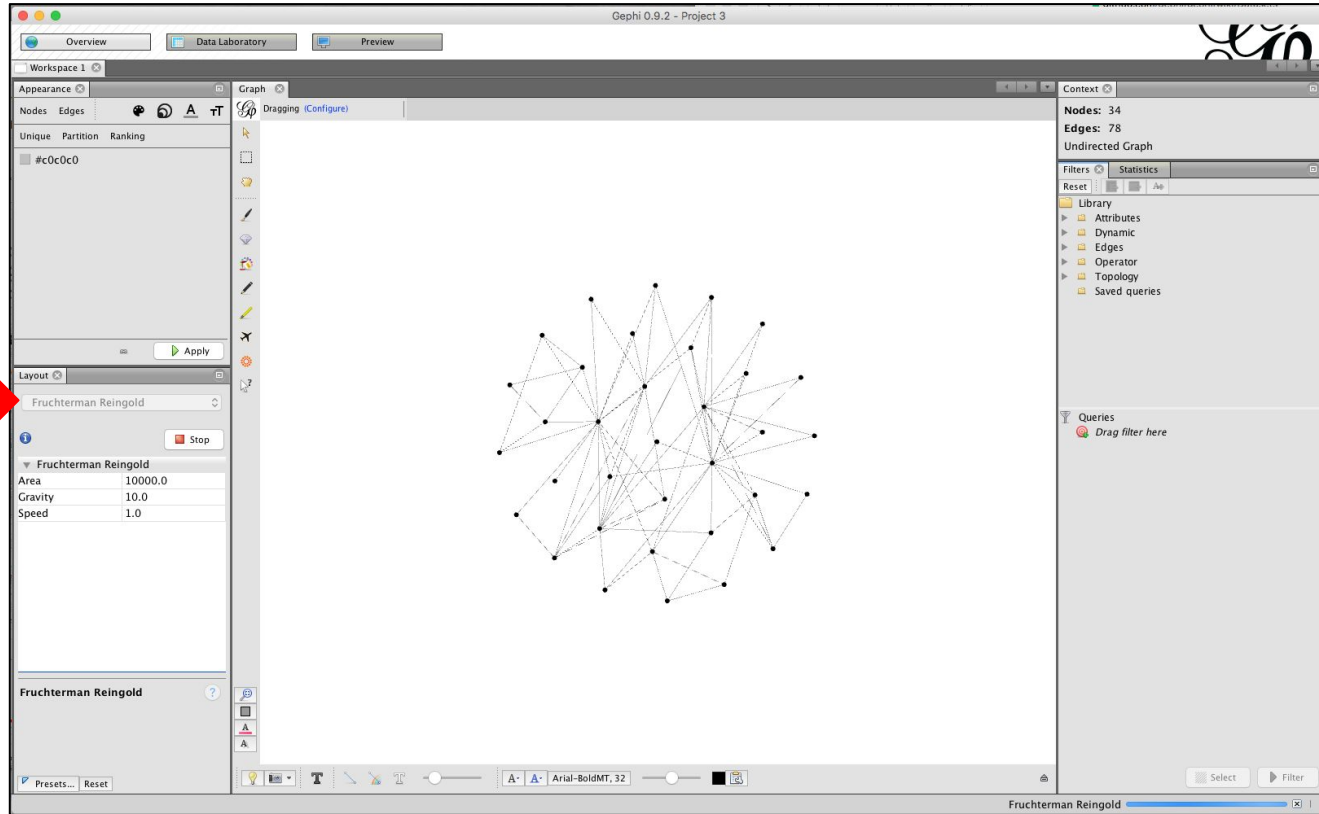 Gephi 0.9.2 - Project 3
Overview
Data Laboratory
Preview
Workspace 1
Appearance
Nodes Edges
Unique Partition Ranking
#c0c0c0
Apply
Layout
Fruchterman Reingold
Stop
Fruchterman Reingold
Area 10000.0
Gravity 10.0
Speed 1.0
Fruchterman Reingold
Presets... Reset
Graph
Dragging (Configure)
A- A- Arial-BoldMT, 32
Context
Nodes: 34
Edges: 78
Undirected Graph
Filters Statistics
Reset
Library
Attributes
Dynamic
Edges
Operator
Topology
Saved queries
Queries
Drag filter here
Select Filter
Fruchterman Reingold